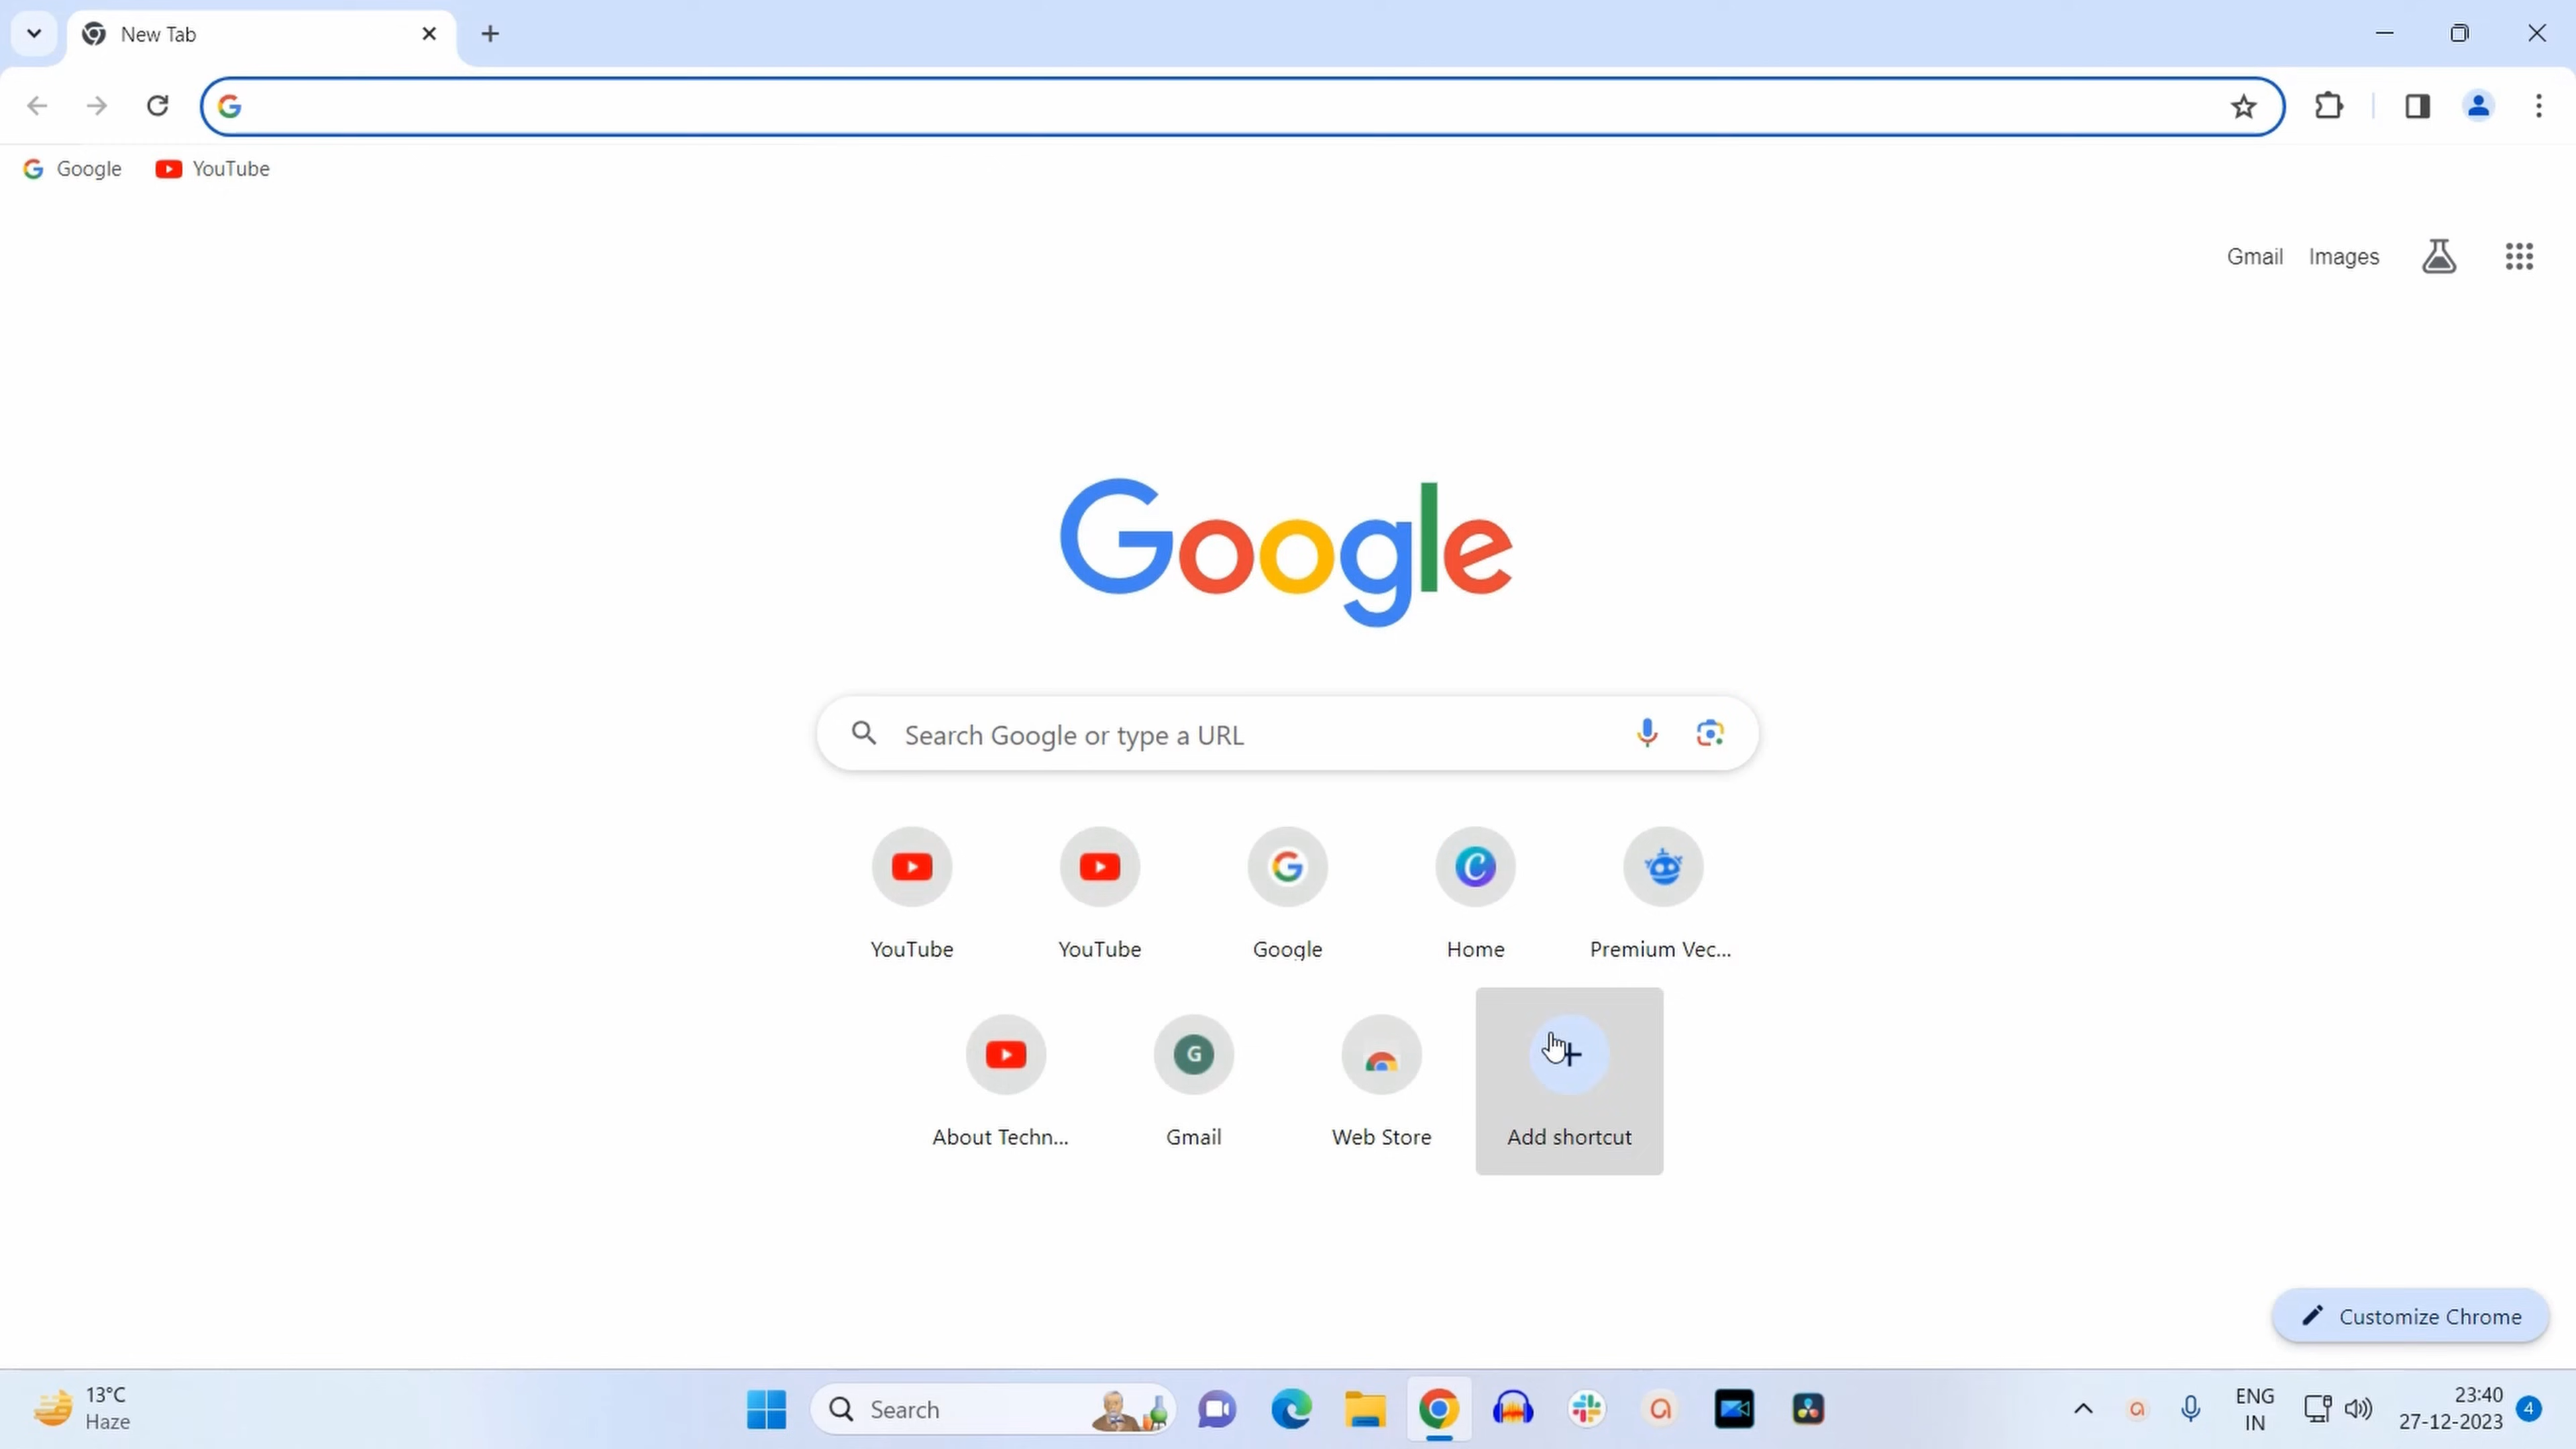 New Tab
Google YouTube
Gmail Images
Google
Search Google or type a URL
YouTube YouTube Google Home Premium Vec...
G
About Techn... Gmail Web Store Add shortcut
Customize Chrome
13°C
Haze
Search
ENG
IN
23:40
27-12-2023
4